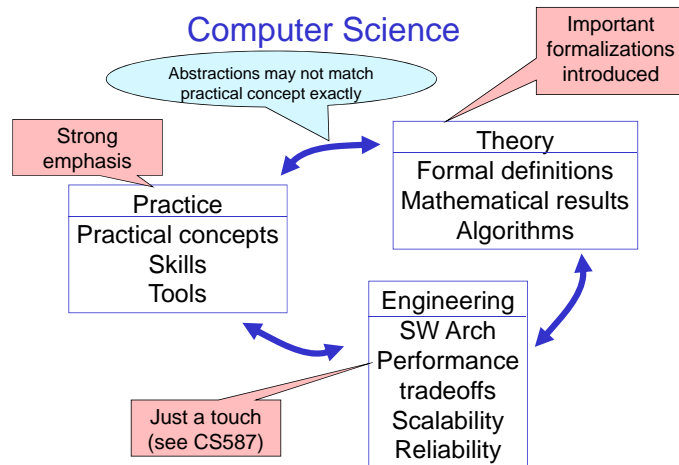 Computer Science
Important
formalizations
introduced
Abstractions may not match
practical concept exactly
Strong
emphasis
Theory
Formal definitions
Mathematical results
Algorithms
Practice
Practical concepts
Skills
Tools
Engineering
SW Arch
Performance
tradeoffs
Scalability
Reliability
Just a touch
(see CS587)